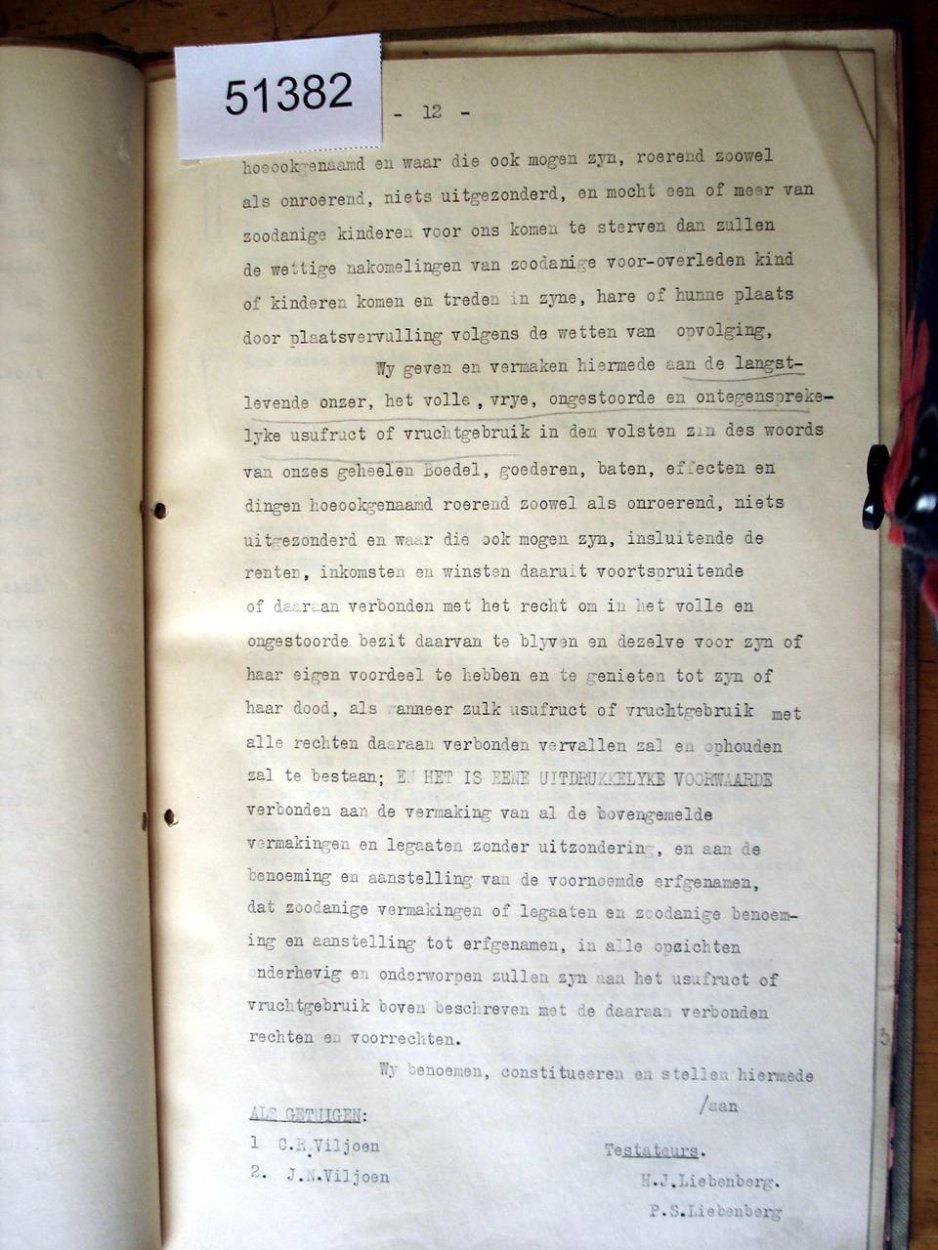 51382
- 12 -
hoeookgenaamd en waar die ook mogen zyn, roerend zoowel
als onroerend, niets uitgezonderd, en mocht een of meer van
zoodanige kinderen voor ons komen te sterven dan zullen
de wettige nakomelingen van zoodanige voor-overleden kind
of kinderen komen en treden in zyne, hare of hunne plaats
door plaatsvervulling volgens de wetten van opvolging,
Wy geven en vermaken hiermede aan de langst-
levende onzer, het volle, vrye, ongestoorde en ontegenspreke-
lyke usufruct of vruchtgebruik in den volsten zin des woords
van onzes geheelen Boedel, goederen, baten, effecten en
dingen hoeookgenaamd roerend zoowel als onroerend, niets
uitgezonderd en waar die ook mogen zyn, insluitende de
renten, inkomsten en winsten daaruit voortspruitende
of daaraan verbonden met het recht om in het volle en
ongestoorde bezit daarvan te blyven en dezelve voor zyn of
haar eigen voordeel te hebben en te genieten tot zyn of
haar dood, als wanneer zulk usufruct of vruchtgebruik met
alle rechten daaraan verbonden vervallen zal en ophouden
zal te bestaan; EN HET IS EENE UITDRUKKELYKE VOORWAARDE
verbonden aan de vermaking van al de bovengemelde
vermakingen en legaaten zonder uitzondering, en aan de
benoeming en aanstelling van de voornoemde erfgenamen,
dat zoodanige vermakingen of legaaten en zoodanige benoem-
ing en aanstelling tot erfgenamen, in alle opzichten
onderhevig en onderworpen zullen zyn aan het usufruct of
vruchtgebruik boven beschreven met de daaraan verbonden
rechten en voorrechten.
Wy benoemen, constitueeren en stellen hiermede
/aan
ALS GETUIGEN:
1 C.R.Viljoen
2. J.N.Viljoen
Testateurs.
H.J.Liebenberg.
P.S.Liebenberg